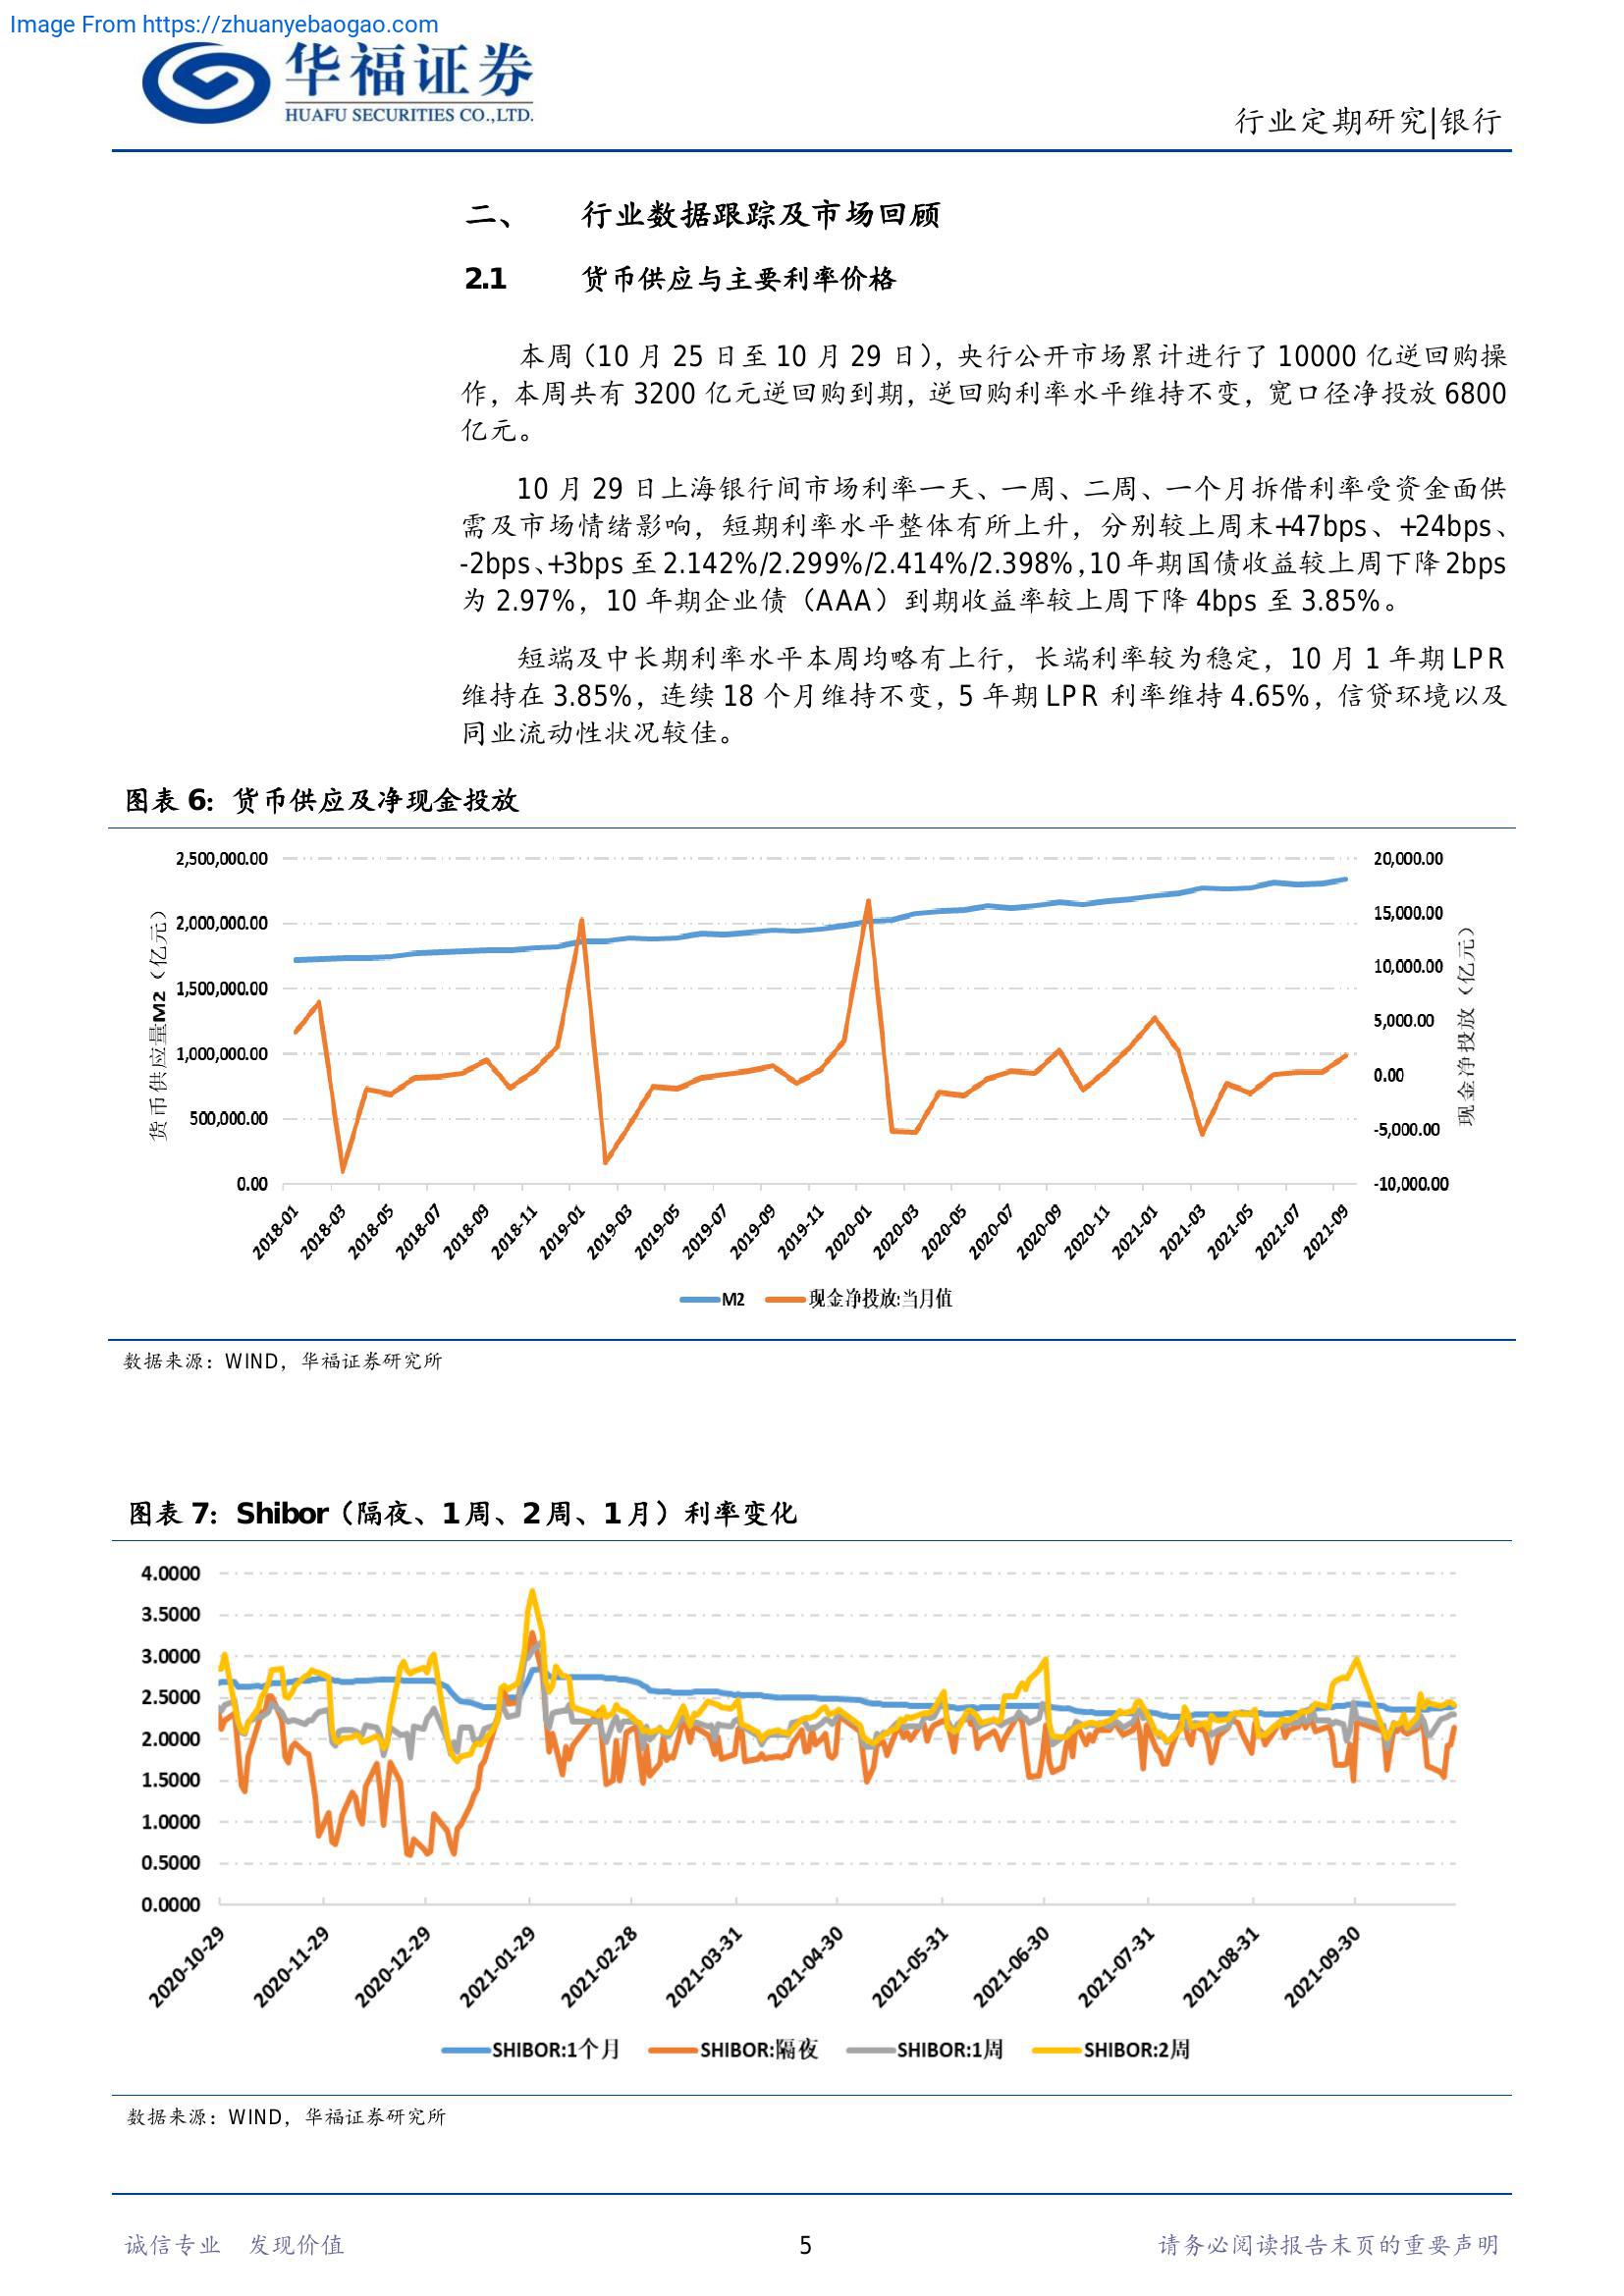 Image From https://zhuanyebaogao.com
华福证券
HUAFU SECURITIES CO.,LTD.
行业定期研究|银行
二、 行业数据跟踪及市场回顾
2.1 货币供应与主要利率价格
本周（10 月 25 日至 10 月 29 日），央行公开市场累计进行了 10000 亿逆回购操
作，本周共有 3200 亿元逆回购到期，逆回购利率水平维持不变，宽口径净投放 6800
亿元。
10 月 29 日上海银行间市场利率一天、一周、二周、一个月拆借利率受资金面供
需及市场情绪影响，短期利率水平整体有所上升，分别较上周末+47bps、+24bps、
-2bps、+3bps 至 2.142%/2.299%/2.414%/2.398%，10 年期国债收益较上周下降 2bps
为 2.97%，10 年期企业债（AAA）到期收益率较上周下降 4bps 至 3.85%。
短端及中长期利率水平本周均略有上行，长端利率较为稳定，10 月 1 年期 LPR
维持在 3.85%，连续 18 个月维持不变，5 年期 LPR 利率维持 4.65%，信贷环境以及
同业流动性状况较佳。
图表 6：货币供应及净现金投放
2,500,000.00
2,000,000.00
1,500,000.00
1,000,000.00
500,000.00
0.00
货币供应量M2（亿元）
20,000.00
15,000.00
10,000.00
5,000.00
0.00
-5,000.00
-10,000.00
现金净投放（亿元）
2018-01
2018-03
2018-05
2018-07
2018-09
2018-11
2019-01
2019-03
2019-05
2019-07
2019-09
2019-11
2020-01
2020-03
2020-05
2020-07
2020-09
2020-11
2021-01
2021-03
2021-05
2021-07
2021-09
M2 现金净投放:当月值
数据来源：WIND，华福证券研究所
图表 7：Shibor（隔夜、1 周、2 周、1 月）利率变化
4.0000
3.5000
3.0000
2.5000
2.0000
1.5000
1.0000
0.5000
0.0000
2020-10-29
2020-11-29
2020-12-29
2021-01-29
2021-02-28
2021-03-31
2021-04-30
2021-05-31
2021-06-30
2021-07-31
2021-08-31
2021-09-30
SHIBOR:1个月 SHIBOR:隔夜 SHIBOR:1周 SHIBOR:2周
数据来源：WIND，华福证券研究所
诚信专业 发现价值 5 请务必阅读报告末页的重要声明